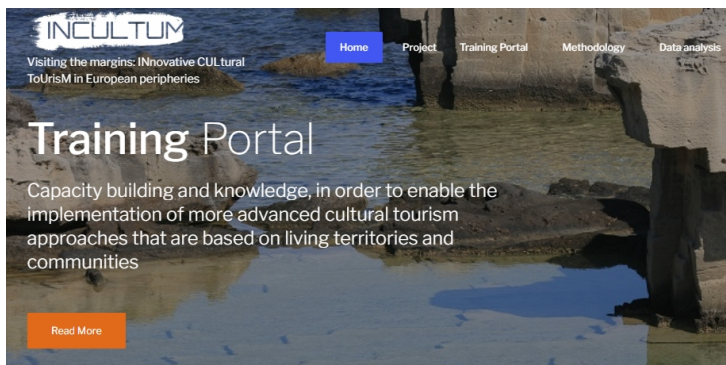 INCULTUM
Visiting the margins: INnovative CULtural
ToUrisM in European peripheries
Home Project Training Portal Methodology Data analysis
Training Portal
Capacity building and knowledge, in order to enable the
implementation of more advanced cultural tourism
approaches that are based on living territories and
communities
Read More